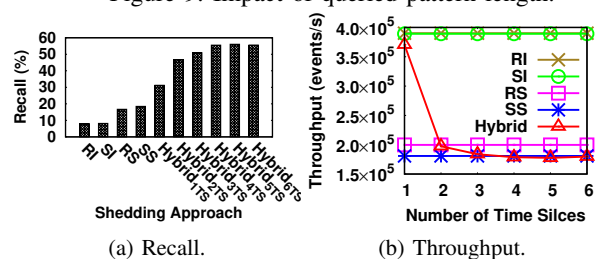 Figure 9: Impact of queried pattern length.
Recall (%)
60
50
40
30
20
10
0
RI
SI
RS
SS
Hybrid1TS
Hybrid2TS
Hybrid3TS
Hybrid4TS
Hybrid5TS
Hybrid6TS
Shedding Approach
(a) Recall.
Throughput (events/s)
4.0×10^5
3.5×10^5
3.0×10^5
2.5×10^5
2.0×10^5
1.5×10^5
RI
SI
RS
SS
Hybrid
1 2 3 4 5 6
Number of Time Silces
(b) Throughput.